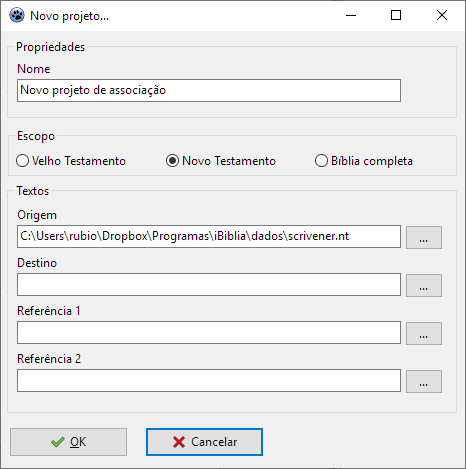 Novo projeto...
Propriedades
Nome
Novo projeto de associação
Escopo
Velho Testamento Novo Testamento Bíblia completa
Textos
Origem
C:\Users\rubio\Dropbox\Programas\iBiblia\dados\scrivener.nt ...
Destino
...
Referência 1
...
Referência 2
...
OK Cancelar